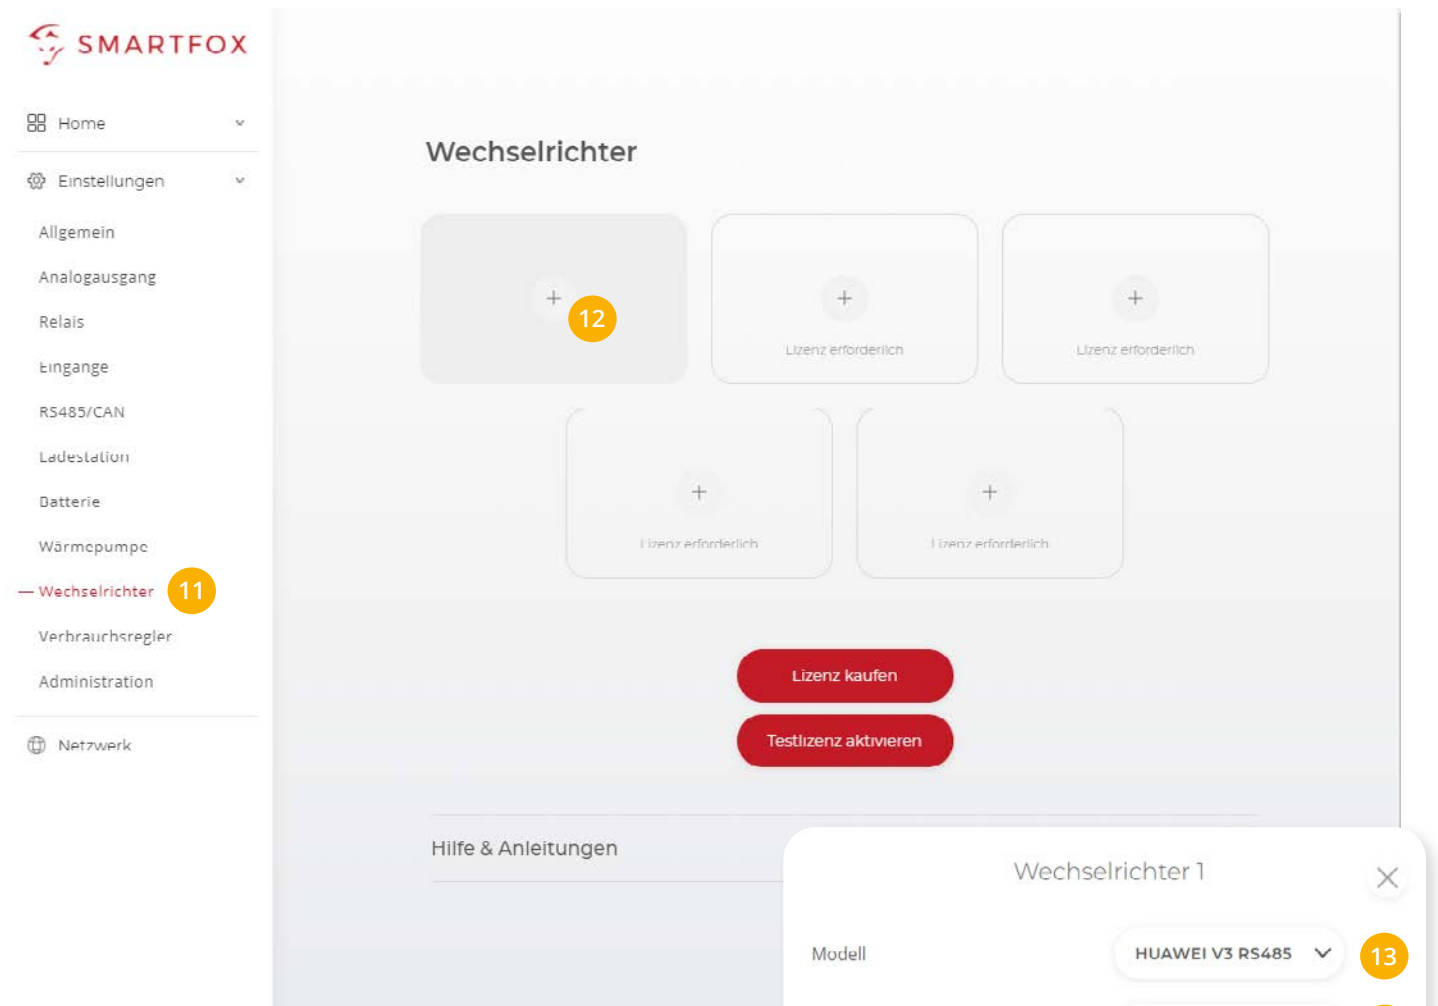 SMARTFOX
Home
Einstellungen
Allgemein
Analogausgang
Relais
Eingänge
RS485/CAN
Ladestation
Batterie
Wärmepumpe
Wechselrichter 11
Verbrauchsregler
Administration
Netzwerk
Wechselrichter
12
Lizenz erforderlich
Lizenz erforderlich
Lizenz erforderlich
Lizenz erforderlich
Lizenz kaufen
Testlizenz aktivieren
Hilfe & Anleitungen
Wechselrichter 1
Modell HUAWEI V3 RS485 13